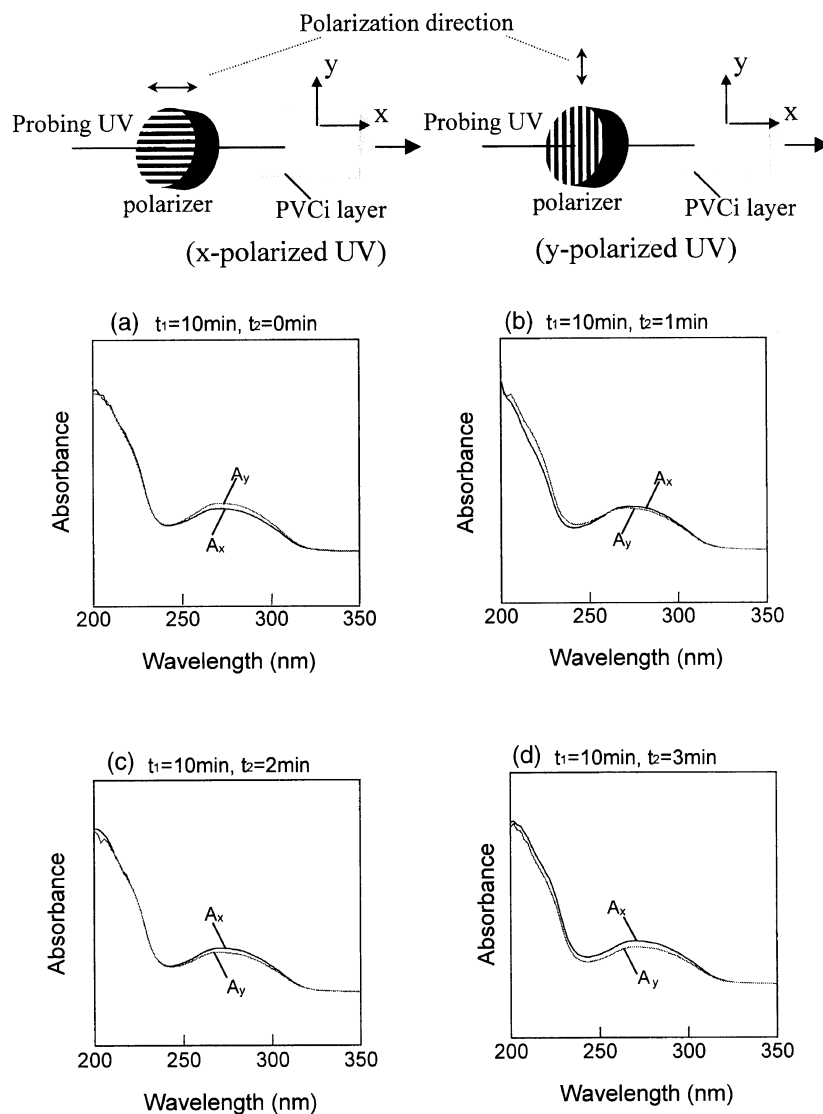 Polarization direction
y
x
Probing UV
polarizer
PVCi layer
(x-polarized UV)
y
x
Probing UV
polarizer
PVCi layer
(y-polarized UV)
(a) t1=10min, t2=0min
Absorbance
Ay
Ax
200 250 300 350
Wavelength (nm)
(b) t1=10min, t2=1min
Absorbance
Ax
Ay
200 250 300 350
Wavelength (nm)
(c) t1=10min, t2=2min
Absorbance
Ax
Ay
200 250 300 350
Wavelength (nm)
(d) t1=10min, t2=3min
Absorbance
Ax
Ay
200 250 300 350
Wavelength (nm)